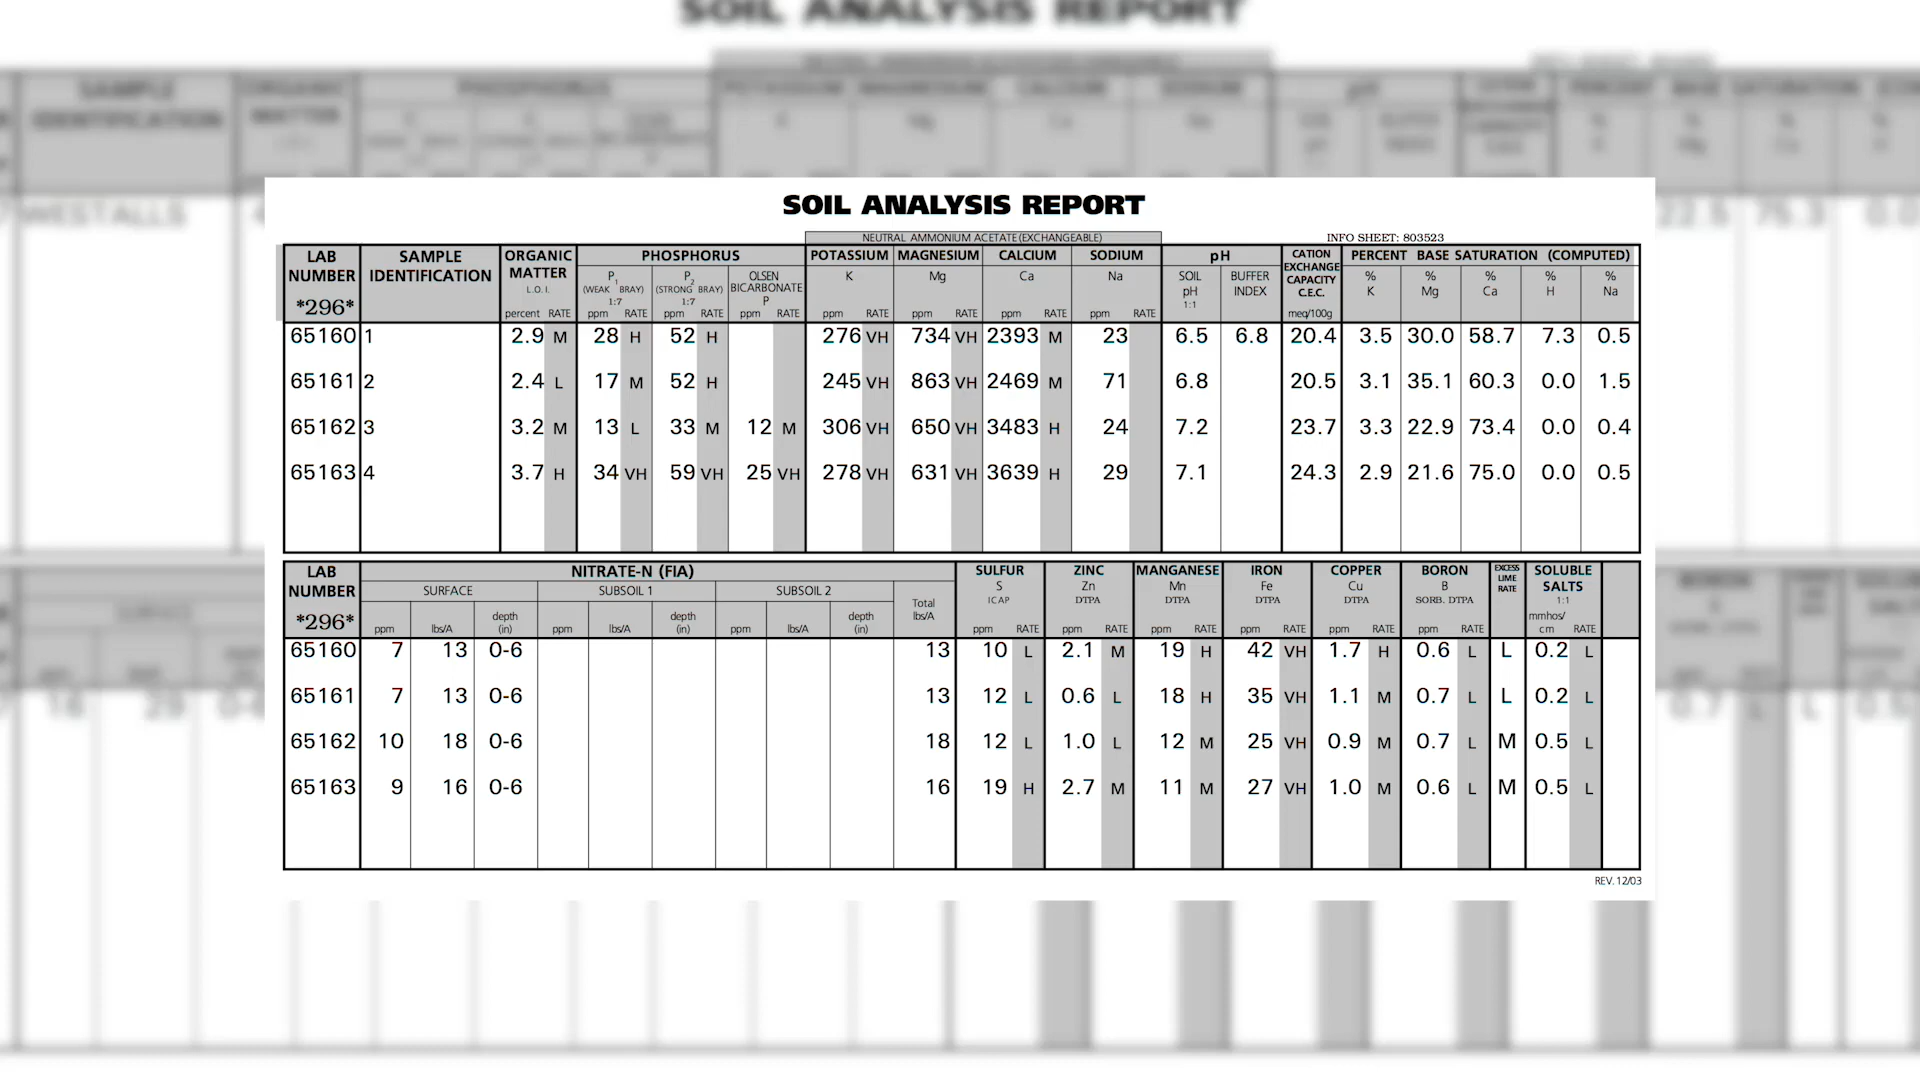 SOIL ANALYSIS REPORT
NEUTRAL AMMONIUM ACETATE (EXCHANGEABLE)
INFO SHEET: 803523
LAB NUMBER *296* SAMPLE IDENTIFICATION ORGANIC MATTER L.O.I. percent RATE PHOSPHORUS P1 (WEAK BRAY) 1:7 ppm RATE P2 (STRONG BRAY) 1:7 ppm RATE OLSEN BICARBONATE P ppm RATE POTASSIUM K ppm RATE MAGNESIUM Mg ppm RATE CALCIUM Ca ppm RATE SODIUM Na ppm RATE pH SOIL pH 1:1 BUFFER INDEX CATION EXCHANGE CAPACITY C.E.C. meq/100g PERCENT BASE SATURATION (COMPUTED) % K % Mg % Ca % H % Na
65160 1 2.9 M 28 H 52 H 276 VH 734 VH 2393 M 23 6.5 6.8 20.4 3.5 30.0 58.7 7.3 0.5
65161 2 2.4 L 17 M 52 H 245 VH 863 VH 2469 M 71 6.8 20.5 3.1 35.1 60.3 0.0 1.5
65162 3 3.2 M 13 L 33 M 12 M 306 VH 650 VH 3483 H 24 7.2 23.7 3.3 22.9 73.4 0.0 0.4
65163 4 3.7 H 34 VH 59 VH 25 VH 278 VH 631 VH 3639 H 29 7.1 24.3 2.9 21.6 75.0 0.0 0.5
LAB NUMBER *296* NITRATE-N (FIA) SURFACE ppm lbs/A depth (in) SUBSOIL 1 ppm lbs/A depth (in) SUBSOIL 2 ppm lbs/A depth (in) Total lbs/A SULFUR S ICAP ppm RATE ZINC Zn DTPA ppm RATE MANGANESE Mn DTPA ppm RATE IRON Fe DTPA ppm RATE COPPER Cu DTPA ppm RATE BORON B SORB. DTPA ppm RATE EXCESS LIME RATE SOLUBLE SALTS 1:1 mmhos/cm RATE
65160 7 13 0-6 13 10 L 2.1 M 19 H 42 VH 1.7 H 0.6 L L 0.2 L
65161 7 13 0-6 13 12 L 0.6 L 18 H 35 VH 1.1 M 0.7 L L 0.2 L
65162 10 18 0-6 18 12 L 1.0 L 12 M 25 VH 0.9 M 0.7 L M 0.5 L
65163 9 16 0-6 16 19 H 2.7 M 11 M 27 VH 1.0 M 0.6 L M 0.5 L
REV. 12/03